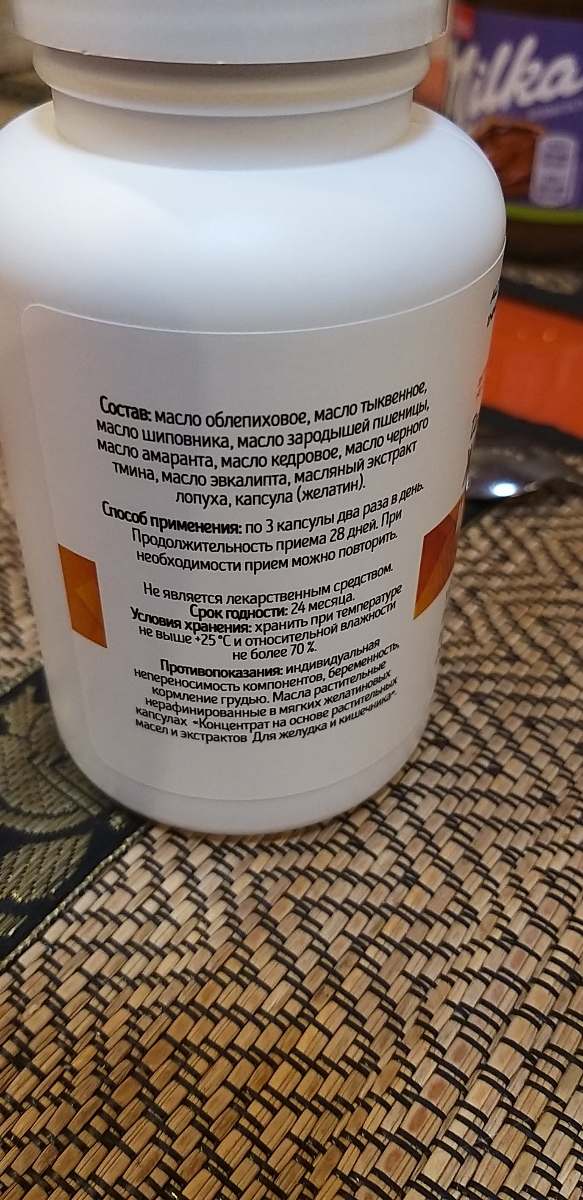 Milka
Состав: масло облепиховое, масло тыквенное,
масло шиповника, масло зародышей пшеницы,
масло амаранта, масло кедровое, масло черного
тмина, масло эвкалипта, масляный экстракт
лопуха, капсула (желатин).
Способ применения: по 3 капсулы два раза в день.
Продолжительность приема 28 дней. При
необходимости прием можно повторить.
Не является лекарственным средством.
Срок годности: 24 месяца.
Условия хранения: хранить при температуре
не выше +25 °С и относительной влажности
не более 70 %.
Противопоказания: индивидуальная
непереносимость компонентов, беременность,
кормление грудью. Масла растительные
нерафинированные в мягких желатиновых
капсулах «Концентрат на основе растительных
масел и экстрактов Для желудка и кишечника».